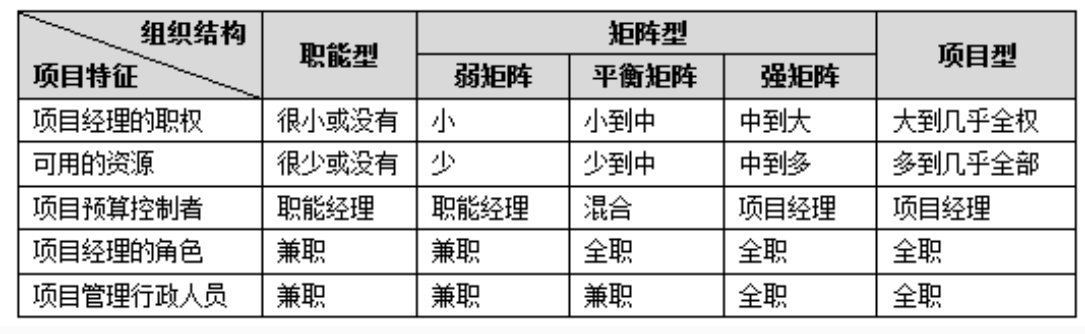 组织结构
项目特征
职能型
矩阵型
项目型
弱矩阵 平衡矩阵 强矩阵
项目经理的职权 很小或没有 小 小到中 中到大 大到几乎全权
可用的资源 很少或没有 少 少到中 中到多 多到几乎全部
项目预算控制者 职能经理 职能经理 混合 项目经理 项目经理
项目经理的角色 兼职 兼职 全职 全职 全职
项目管理行政人员 兼职 兼职 兼职 全职 全职